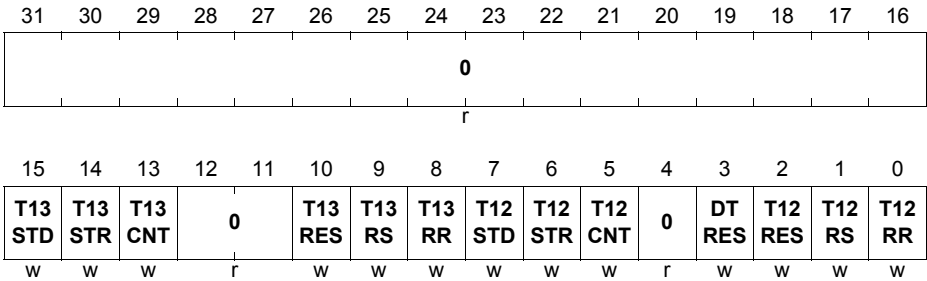 31 30 29 28 27 26 25 24 23 22 21 20 19 18 17 16
0
r
15 14 13 12 11 10 9 8 7 6 5 4 3 2 1 0
T13 T13 T13 0 T13 T13 T13 T12 T12 T12 0 DT T12 T12 T12
STD STR CNT RES RS RR STD STR CNT RES RES RS RR
w w w r w w w w w w r w w w w